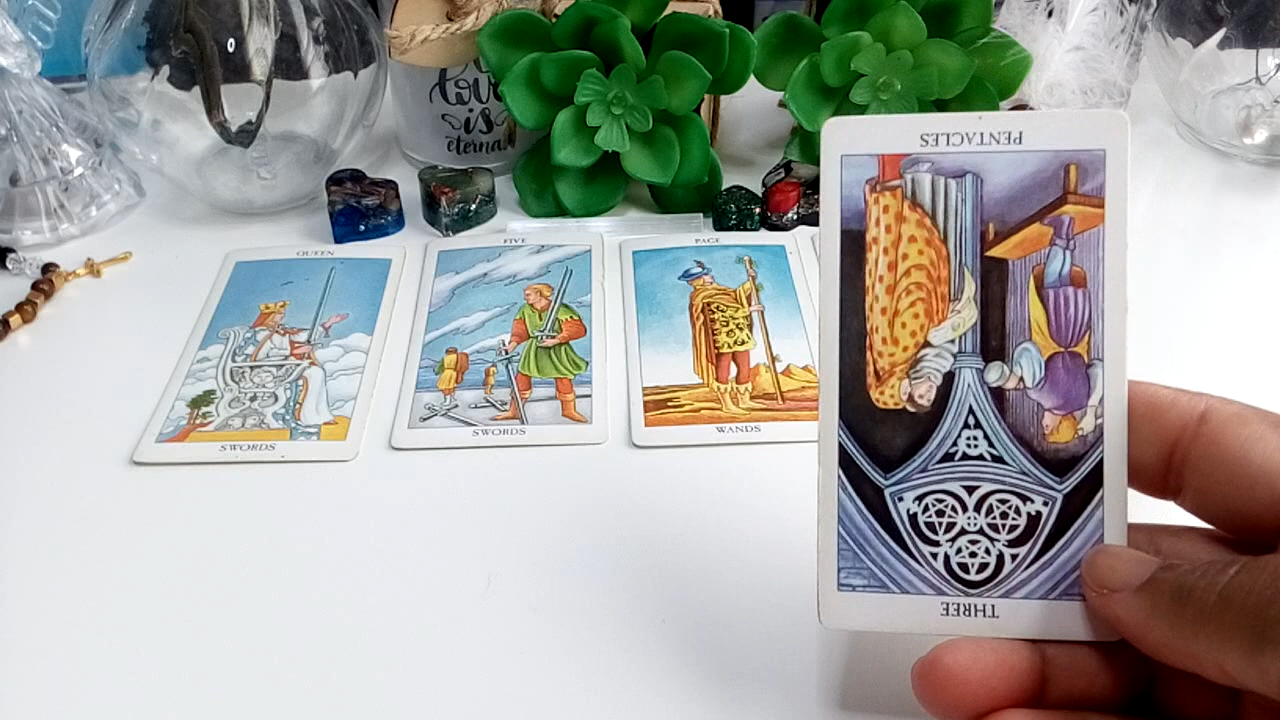 love
is
eternal
QUEEN
SWORDS
FIVE
SWORDS
PAGE
WANDS
PENTACLES
THREE